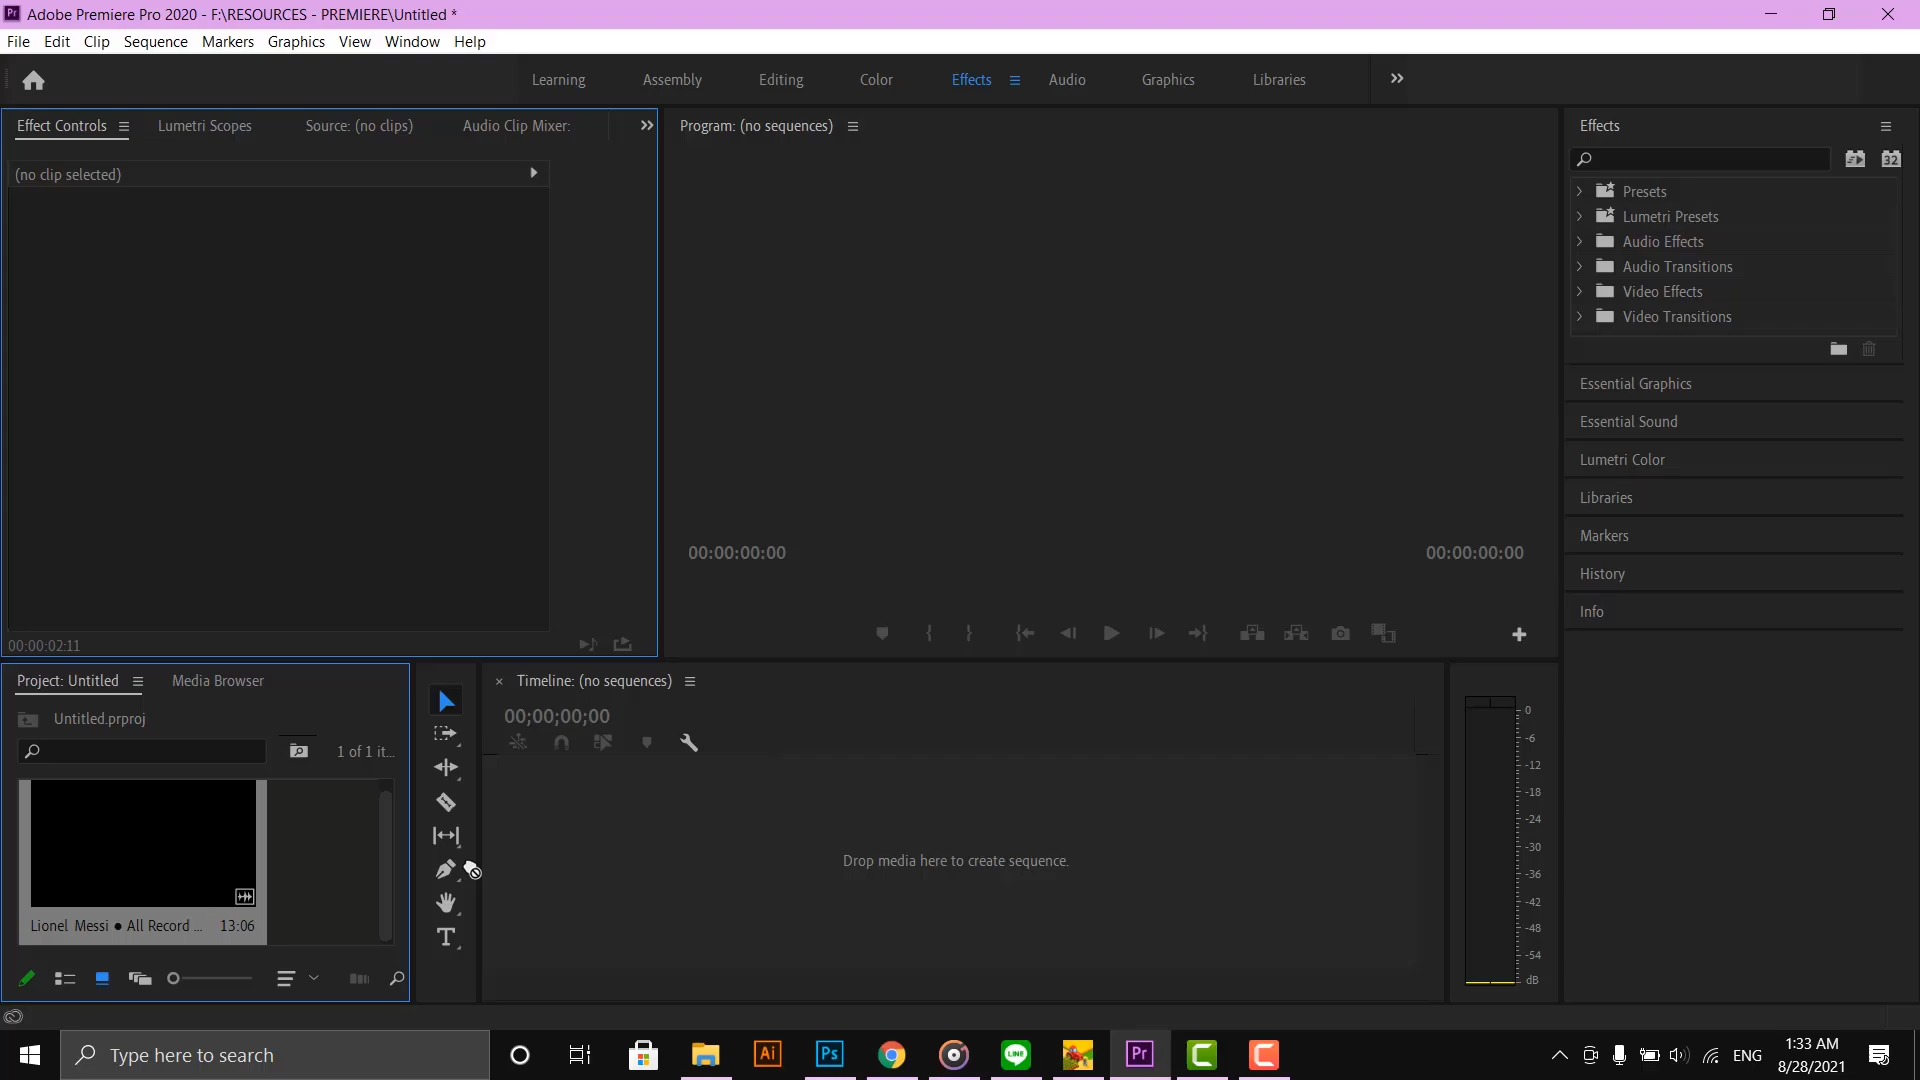 Adobe Premiere Pro 2020 - F:\RESOURCES - PREMIERE\Untitled *
File Edit Clip Sequence Markers Graphics View Window Help
Learning Assembly Editing Color Effects Audio Graphics Libraries
Effect Controls Lumetri Scopes Source: (no clips) Audio Clip Mixer:
(no clip selected)
00:00:02:11
Program: (no sequences)
00:00:00:00 00:00:00:00
Effects
32
Presets
Lumetri Presets
Audio Effects
Audio Transitions
Video Effects
Video Transitions
Essential Graphics
Essential Sound
Lumetri Color
Libraries
Markers
History
Info
Project: Untitled Media Browser
Untitled.prproj
1 of 1 it...
Lionel Messi ● All Record ... 13:06
Timeline: (no sequences)
00;00;00;00
Drop media here to create sequence.
0
-6
-12
-18
-24
-30
-36
-42
-48
-54
dB
Type here to search
ENG
1:33 AM
8/28/2021